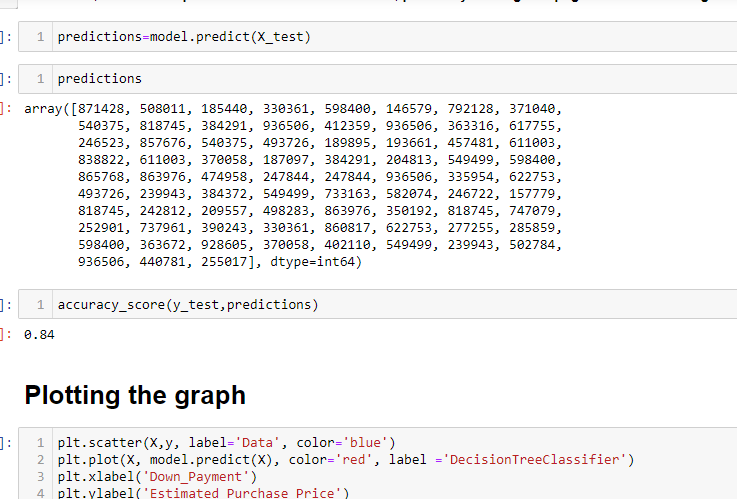 ]: 1 predictions=model.predict(X_test)
]: 1 predictions
]: array([871428, 508011, 185440, 330361, 598400, 146579, 792128, 371040,
540375, 818745, 384291, 936506, 412359, 936506, 363316, 617755,
246523, 857676, 540375, 493726, 189895, 193661, 457481, 611003,
838822, 611003, 370058, 187097, 384291, 204813, 549499, 598400,
865768, 863976, 474958, 247844, 247844, 936506, 335954, 622753,
493726, 239943, 384372, 549499, 733163, 582074, 246722, 157779,
818745, 242812, 209557, 498283, 863976, 350192, 818745, 747079,
252901, 737961, 390243, 330361, 860817, 622753, 277255, 285859,
598400, 363672, 928605, 370058, 402110, 549499, 239943, 502784,
936506, 440781, 255017], dtype=int64)
]: 1 accuracy_score(y_test,predictions)
]: 0.84
Plotting the graph
]: 1 plt.scatter(X,y, label='Data', color='blue')
2 plt.plot(X, model.predict(X), color='red', label ='DecisionTreeClassifier')
3 plt.xlabel('Down_Payment')
4 plt.ylabel('Estimated Purchase Price')